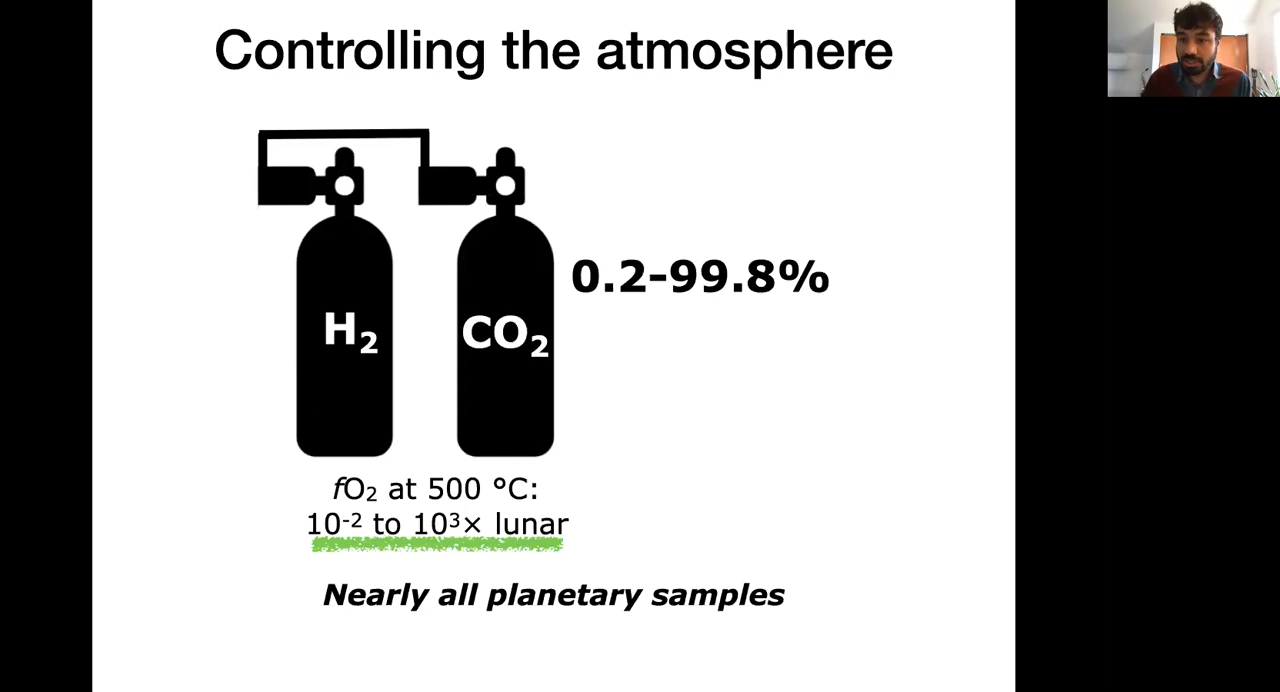 Controlling the atmosphere
0.2-99.8%
H₂
CO₂
fO₂ at 500 °C:
10⁻² to 10³× lunar
Nearly all planetary samples